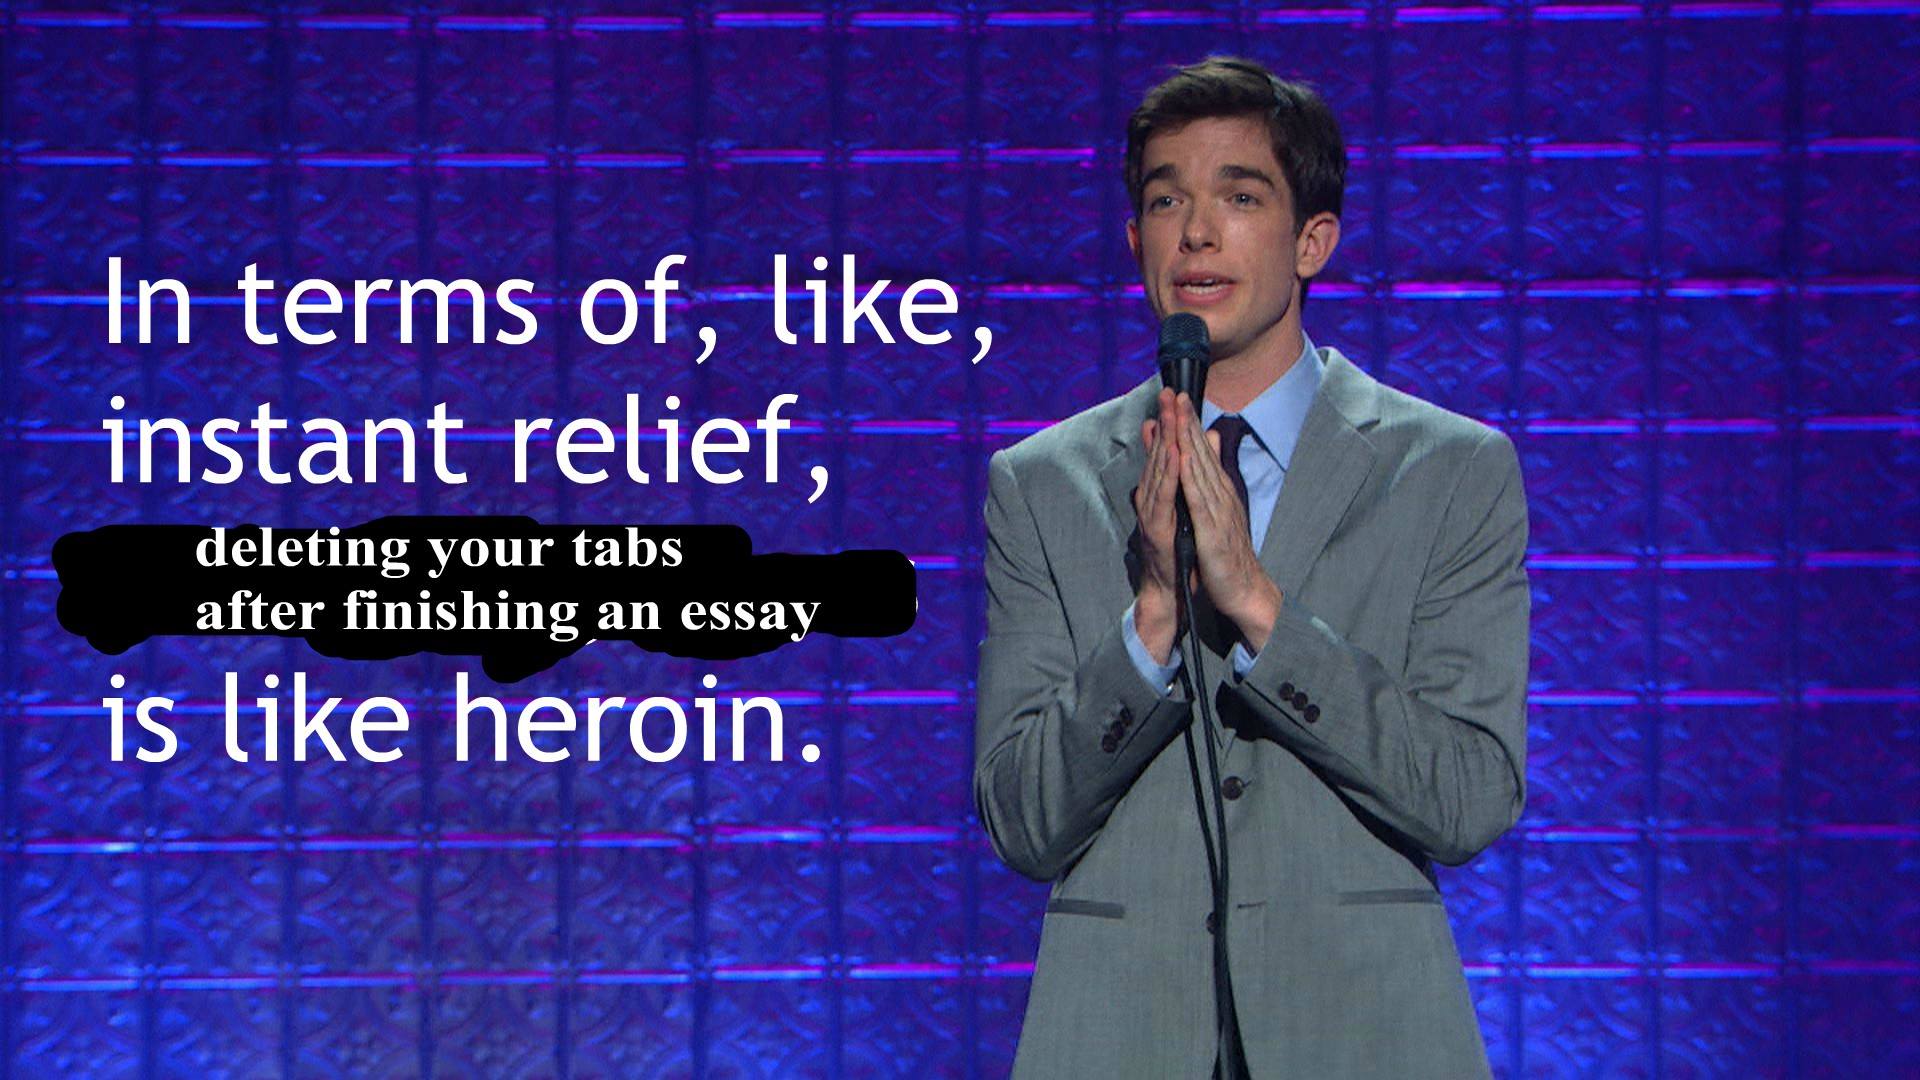 In terms of, like,
instant relief,
deleting your tabs
after finishing an essay
is like heroin.